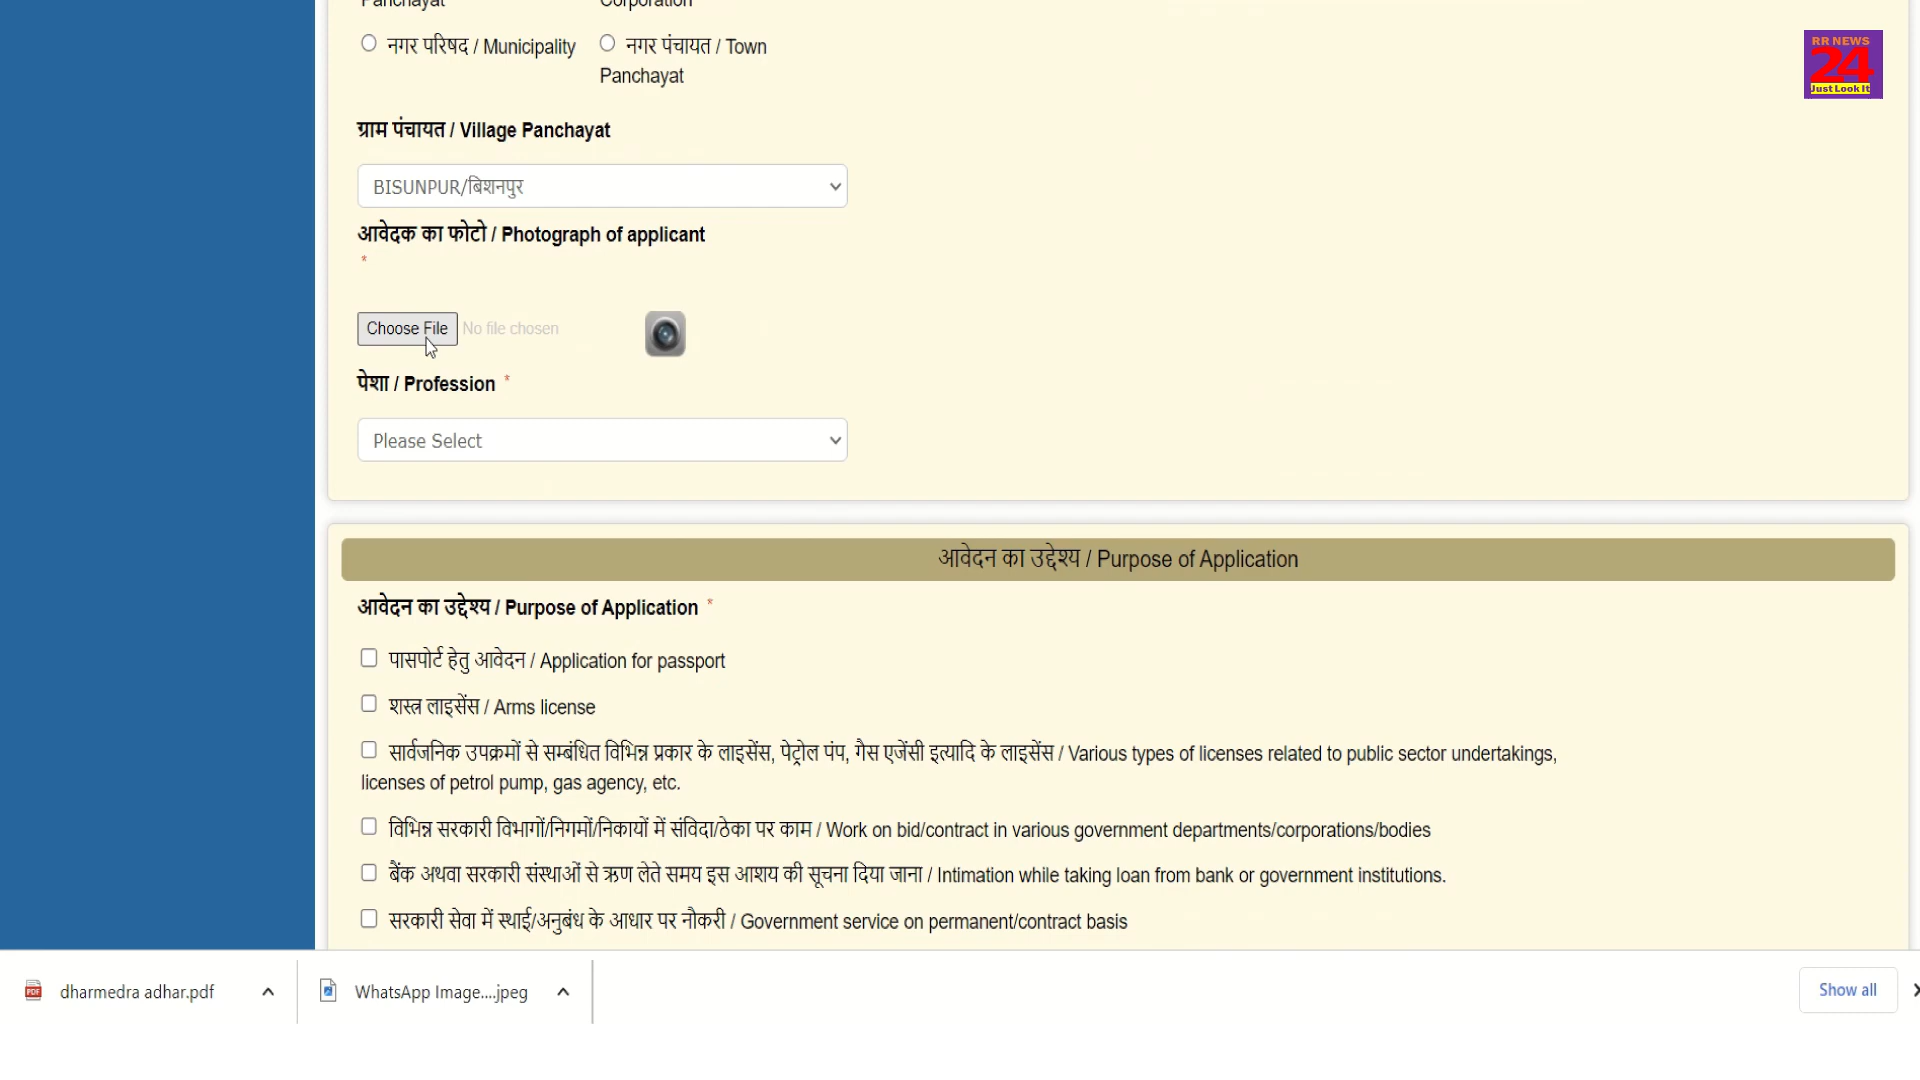 Panchayat
Corporation
नगर परिषद / Municipality
नगर पंचायत / Town
Panchayat
RR NEWS
24
Just Look It
ग्राम पंचायत / Village Panchayat
BISUNPUR/बिशनपुर
आवेदक का फोटो / Photograph of applicant
*
Choose File No file chosen
पेशा / Profession *
Please Select
आवेदन का उद्देश्य / Purpose of Application
आवेदन का उद्देश्य / Purpose of Application *
पासपोर्ट हेतु आवेदन / Application for passport
शस्त्र लाइसेंस / Arms license
सार्वजनिक उपक्रमों से सम्बंधित विभिन्न प्रकार के लाइसेंस, पेट्रोल पंप, गैस एजेंसी इत्यादि के लाइसेंस / Various types of licenses related to public sector undertakings,
licenses of petrol pump, gas agency, etc.
विभिन्न सरकारी विभागों/निगमों/निकायों में संविदा/ठेका पर काम / Work on bid/contract in various government departments/corporations/bodies
बैंक अथवा सरकारी संस्थाओं से ऋण लेते समय इस आशय की सूचना दिया जाना / Intimation while taking loan from bank or government institutions.
सरकारी सेवा में स्थाई/अनुबंध के आधार पर नौकरी / Government service on permanent/contract basis
dharmedra adhar.pdf
WhatsApp Image....jpeg
Show all